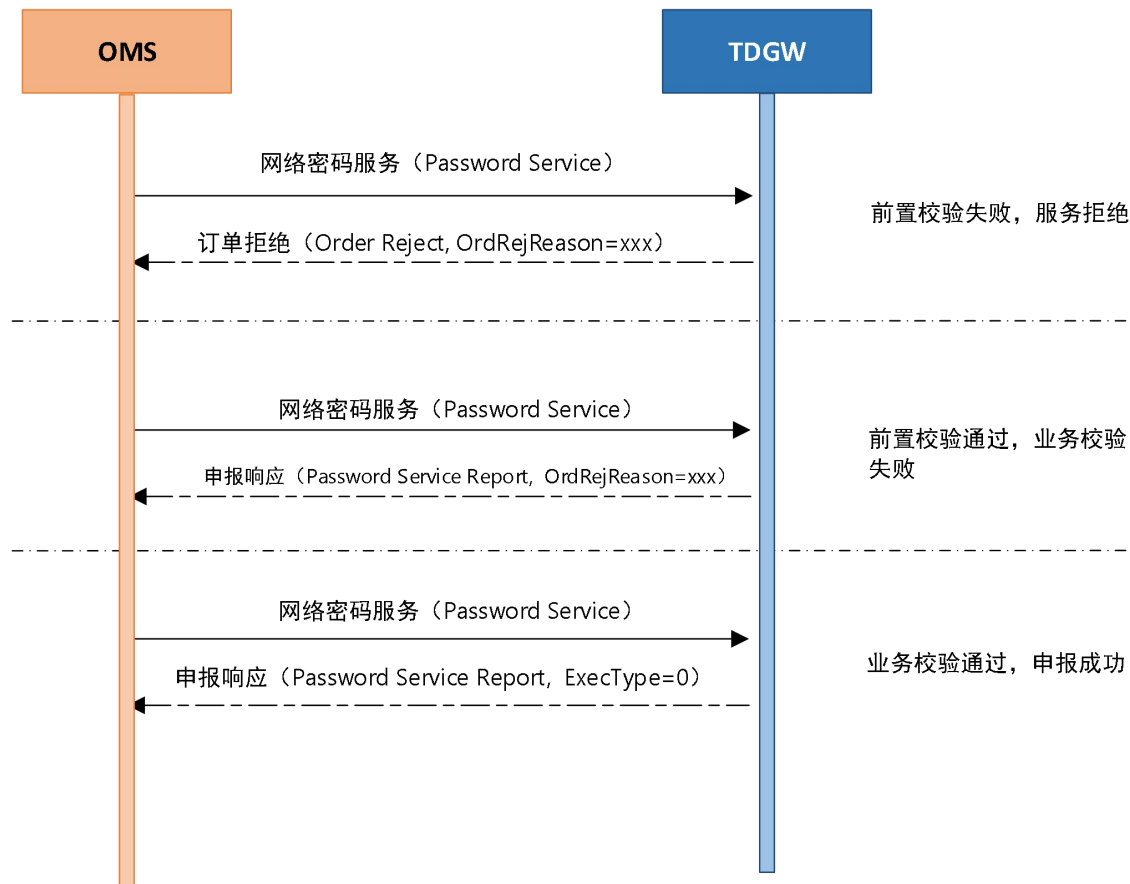 OMS
TDGW
网络密码服务（Password Service）
前置校验失败，服务拒绝
订单拒绝（Order Reject, OrdRejReason=xxx）
网络密码服务（Password Service）
前置校验通过，业务校验
失败
申报响应（Password Service Report, OrdRejReason=xxx）
网络密码服务（Password Service）
业务校验通过，申报成功
申报响应（Password Service Report, ExecType=0）